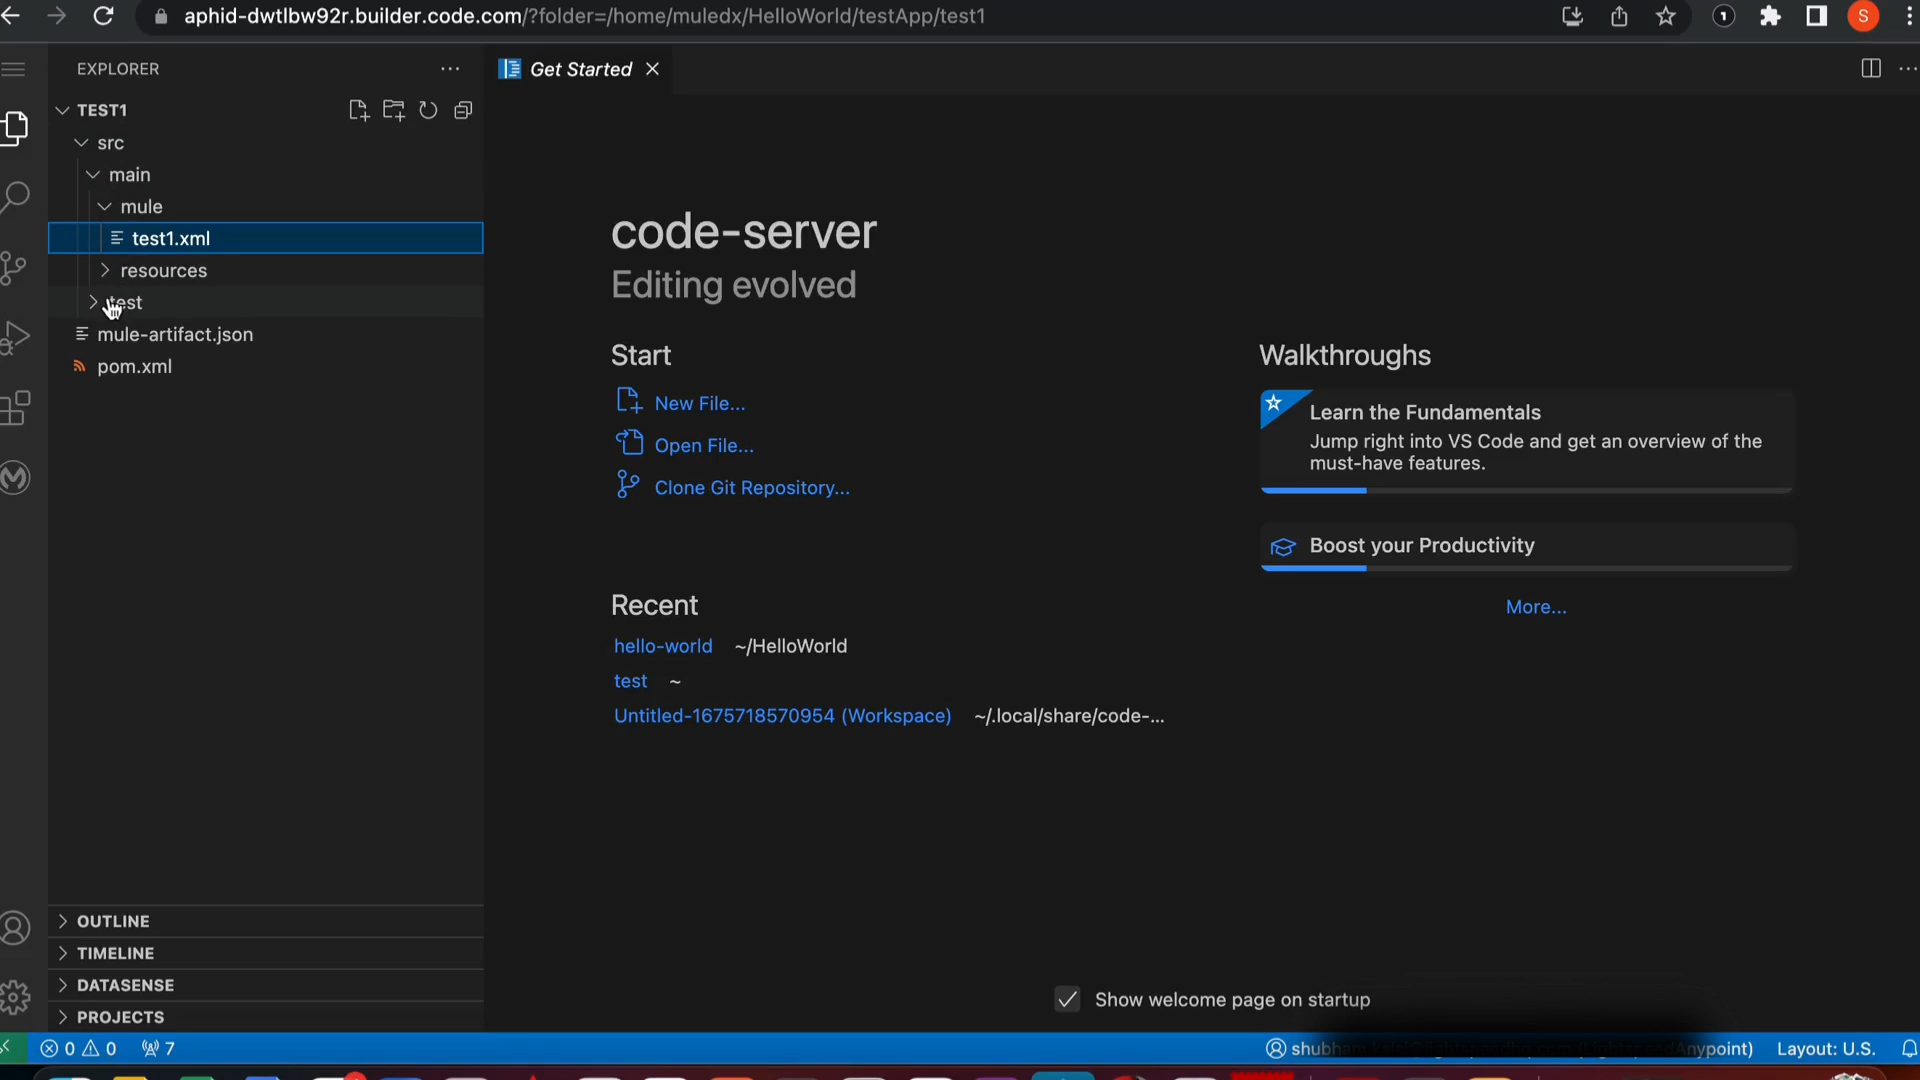 aphid-dwtlbw92r.builder.code.com/?folder=/home/muledx/HelloWorld/testApp/test1
1
S
EXPLORER
Get Started
TEST1
src
main
mule
test1.xml
resources
test
mule-artifact.json
pom.xml
code-server
Editing evolved
Start
New File...
Open File...
Clone Git Repository...
Walkthroughs
Learn the Fundamentals
Jump right into VS Code and get an overview of the
must-have features.
Boost your Productivity
More...
Recent
hello-world ~/HelloWorld
test ~
Untitled-1675718570954 (Workspace) ~/.local/share/code-...
OUTLINE
TIMELINE
DATASENSE
PROJECTS
Show welcome page on startup
0 0 7
Layout: U.S.